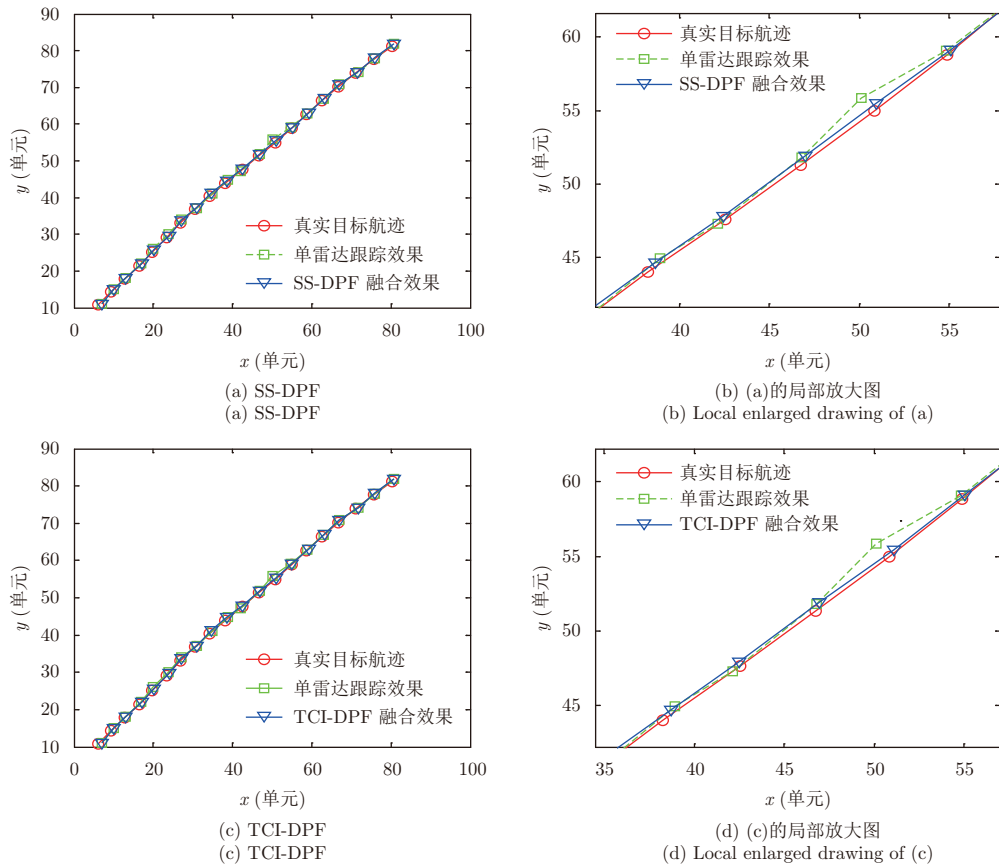 90
80
70
60
50
40
30
20
10
y (单元)
真实目标航迹
单雷达跟踪效果
SS-DPF 融合效果
0 20 40 60 80 100
x (单元)
(a) SS-DPF
(a) SS-DPF
60
55
50
45
y (单元)
真实目标航迹
单雷达跟踪效果
SS-DPF 融合效果
40 45 50 55
x (单元)
(b) (a)的局部放大图
(b) Local enlarged drawing of (a)
90
80
70
60
50
40
30
20
10
y (单元)
真实目标航迹
单雷达跟踪效果
TCI-DPF 融合效果
0 20 40 60 80 100
x (单元)
(c) TCI-DPF
(c) TCI-DPF
60
55
50
45
y (单元)
真实目标航迹
单雷达跟踪效果
TCI-DPF 融合效果
35 40 45 50 55
x (单元)
(d) (c)的局部放大图
(d) Local enlarged drawing of (c)